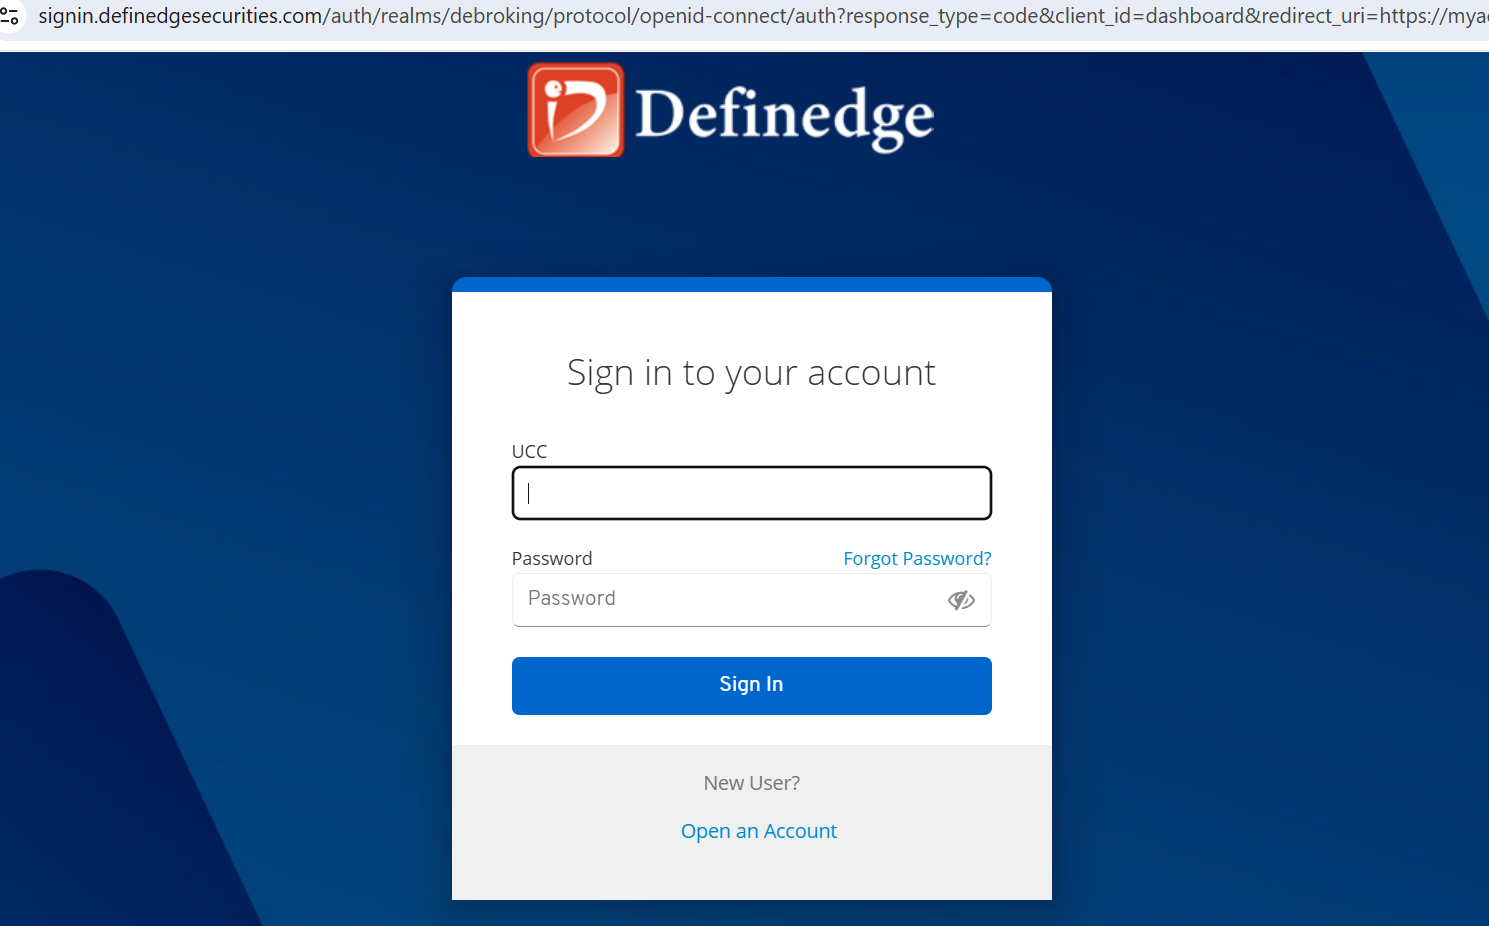 signin.definedgesecurities.com/auth/realms/debroking/protocol/openid-connect/auth?response_type=code&client_id=dashboard&redirect_uri=https://mya
Definedge
Sign in to your account
UCC
Password Forgot Password?
Password
Sign In
New User?
Open an Account